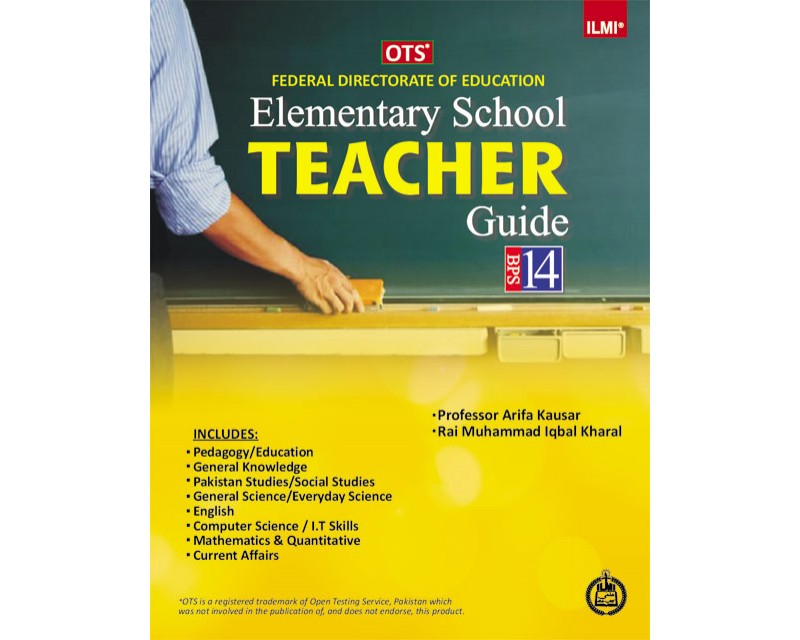 ILMI®
OTS*
FEDERAL DIRECTORATE OF EDUCATION
Elementary School
TEACHER
Guide
BPS 14
•Professor Arifa Kausar
•Rai Muhammad Iqbal Kharal
INCLUDES:
▪ Pedagogy/Education
▪ General Knowledge
▪ Pakistan Studies/Social Studies
▪ General Science/Everyday Science
▪ English
▪ Computer Science / I.T Skills
▪ Mathematics & Quantitative
▪ Current Affairs
*OTS is a registered trademark of Open Testing Service, Pakistan which
was not involved in the publication of, and does not endorse, this product.
ILMI